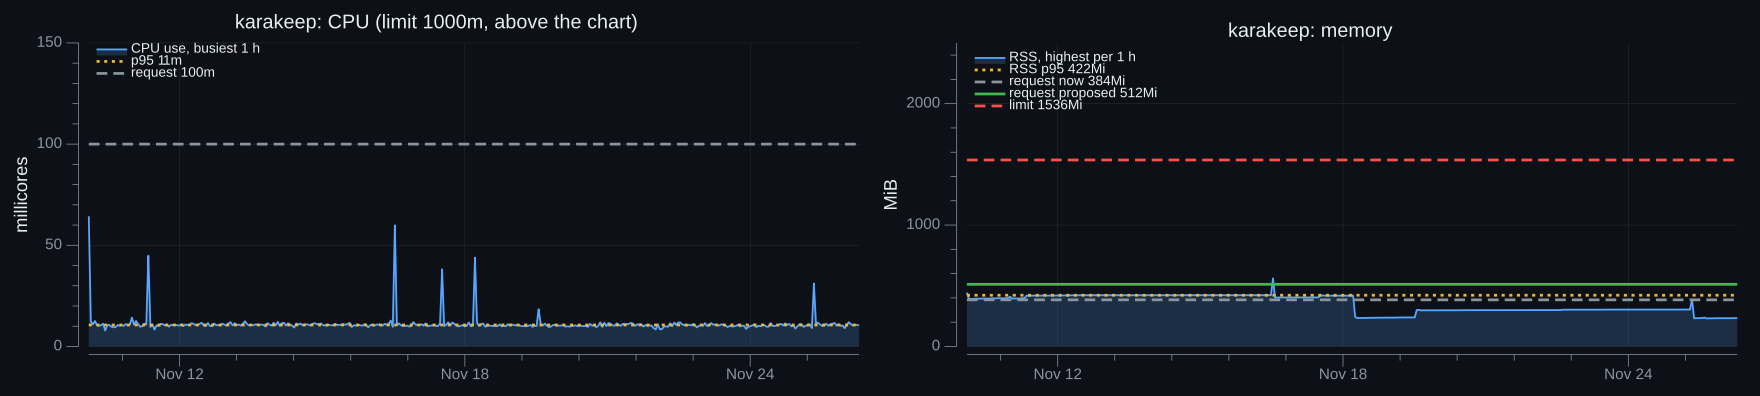 karakeep: CPU (limit 1000m, above the chart)
150
100
50
0
millicores
CPU use, busiest 1 h
p95 11m
request 100m
Nov 12
Nov 18
Nov 24
karakeep: memory
2000
1000
0
MiB
RSS, highest per 1 h
RSS p95 422Mi
request now 384Mi
request proposed 512Mi
limit 1536Mi
Nov 12
Nov 18
Nov 24